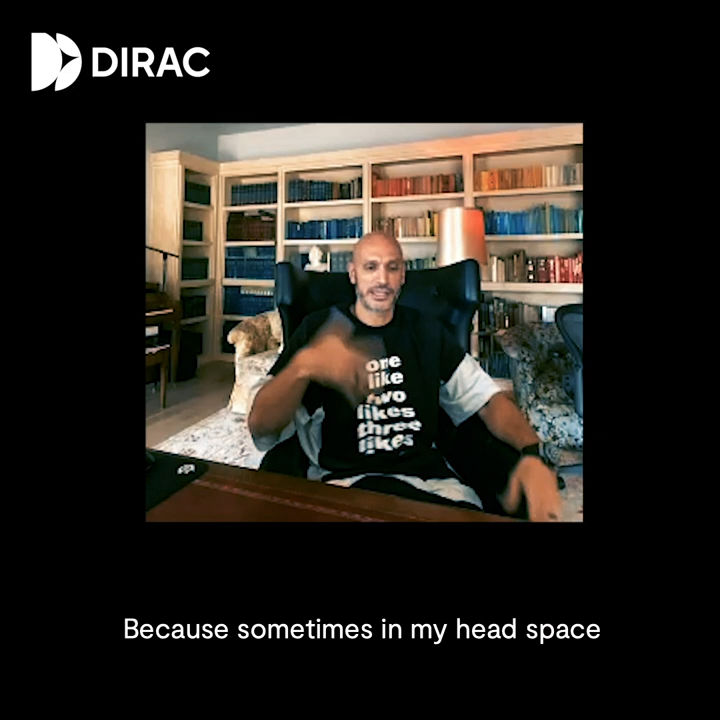 DIRAC
one
like
two
likes
three
likes
Because sometimes in my head space